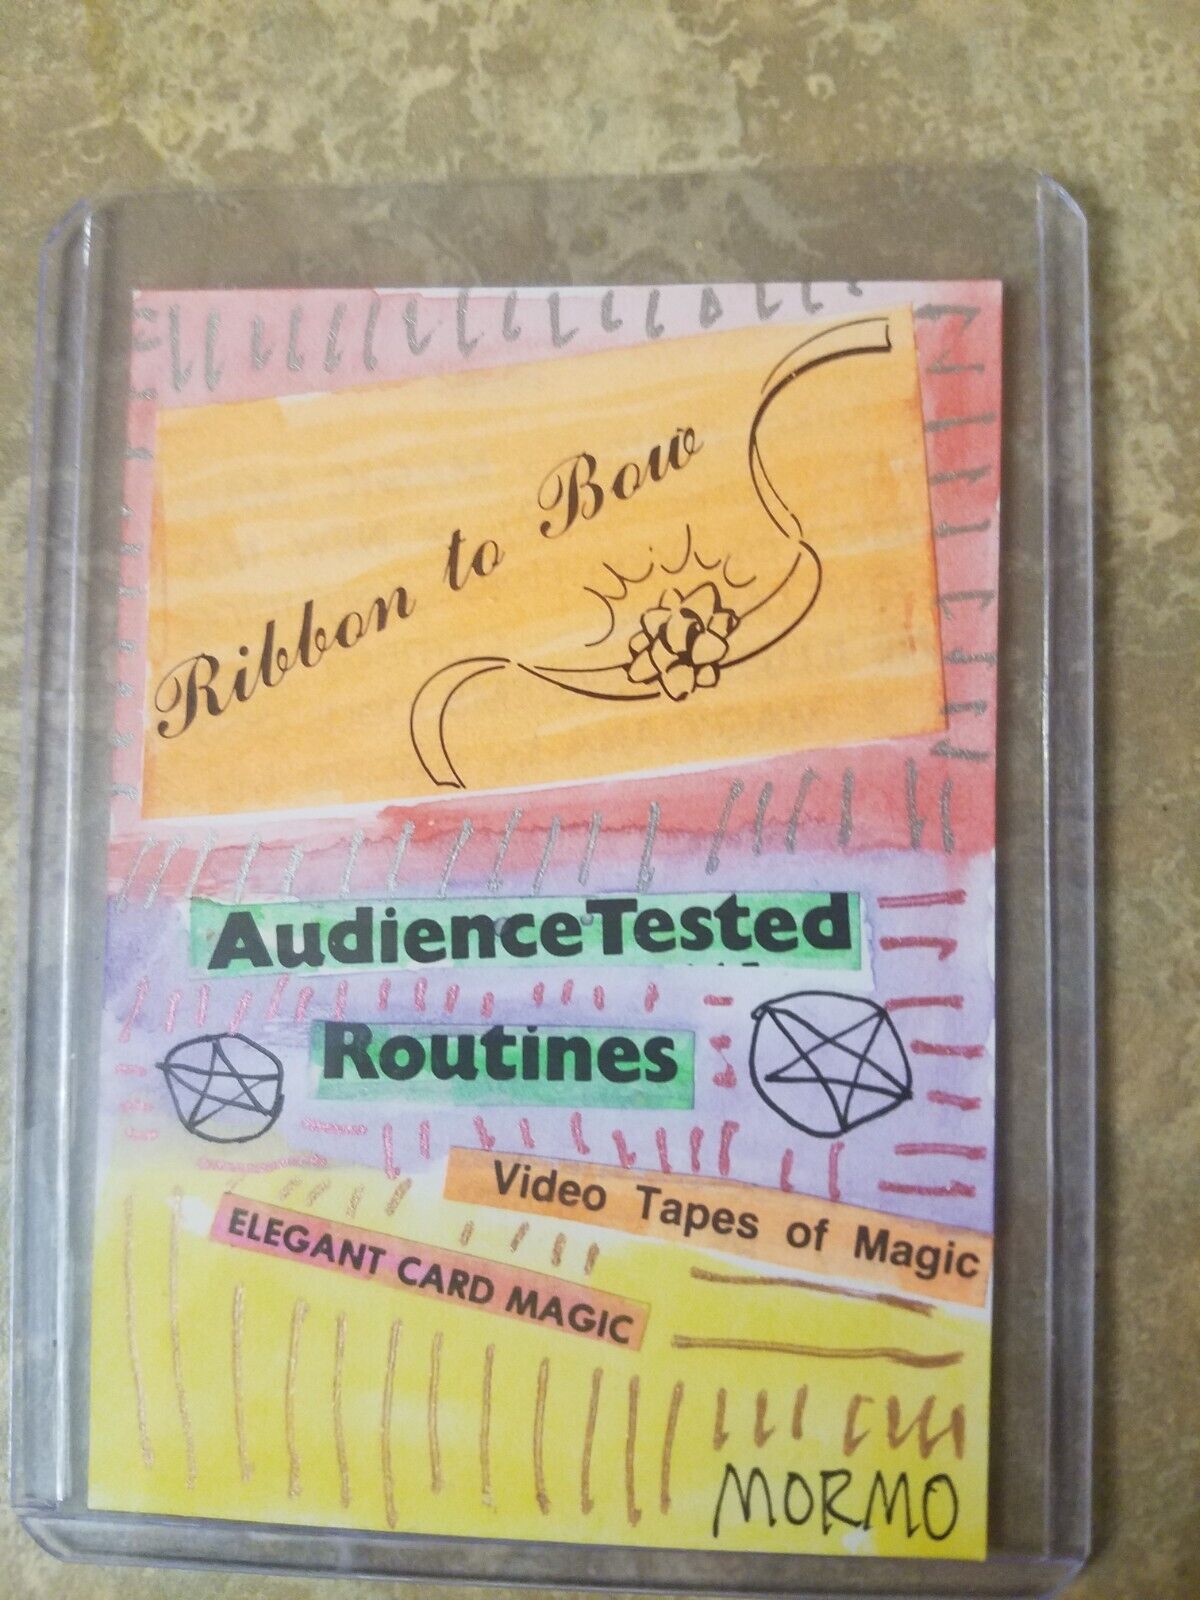 Ribbon to Bow
Audience Tested
Routines
Video Tapes of Magic
ELEGANT CARD MAGIC
MORMO